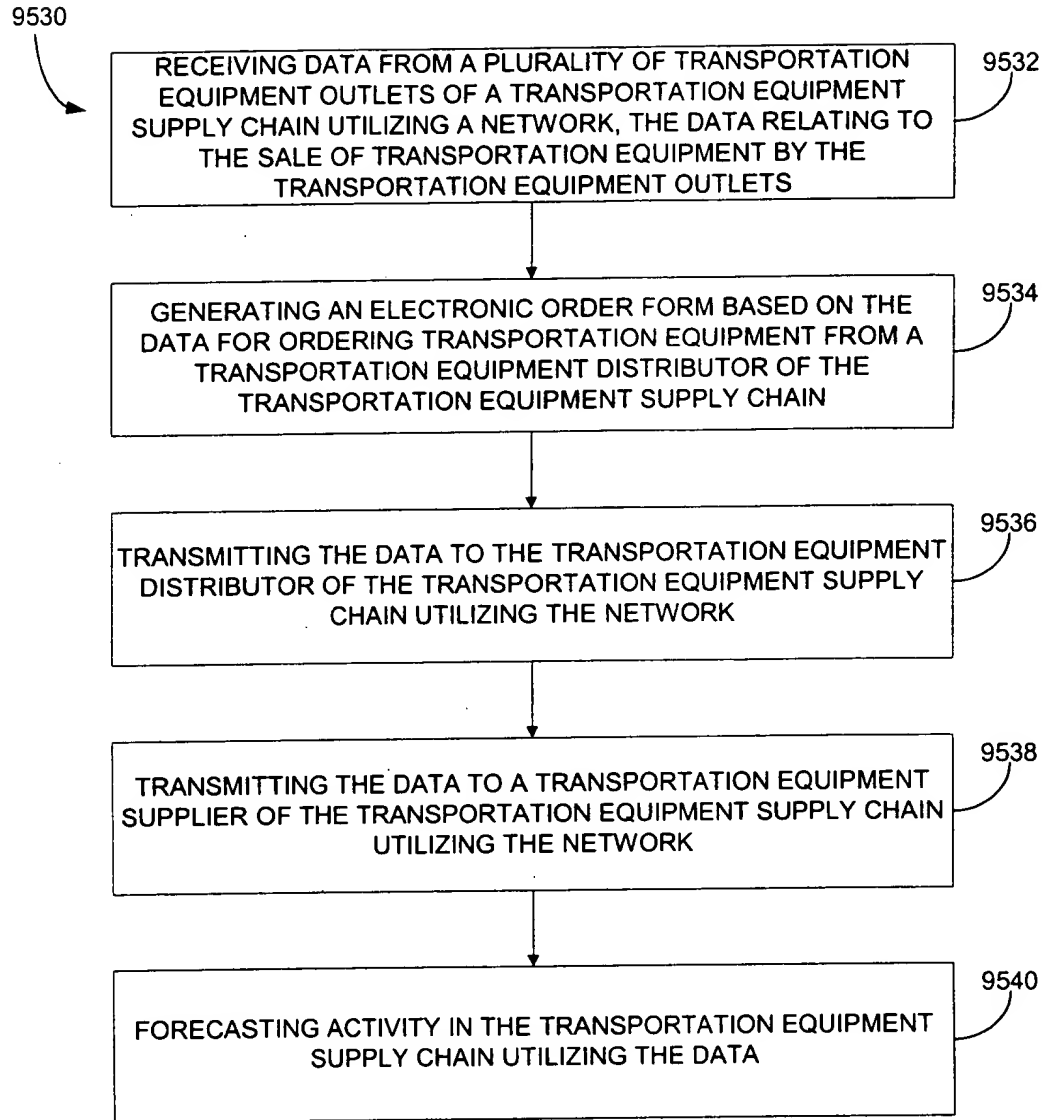 9530
RECEIVING DATA FROM A PLURALITY OF TRANSPORTATION
EQUIPMENT OUTLETS OF A TRANSPORTATION EQUIPMENT
SUPPLY CHAIN UTILIZING A NETWORK, THE DATA RELATING TO
THE SALE OF TRANSPORTATION EQUIPMENT BY THE
TRANSPORTATION EQUIPMENT OUTLETS
9532
GENERATING AN ELECTRONIC ORDER FORM BASED ON THE
DATA FOR ORDERING TRANSPORTATION EQUIPMENT FROM A
TRANSPORTATION EQUIPMENT DISTRIBUTOR OF THE
TRANSPORTATION EQUIPMENT SUPPLY CHAIN
9534
TRANSMITTING THE DATA TO THE TRANSPORTATION EQUIPMENT
DISTRIBUTOR OF THE TRANSPORTATION EQUIPMENT SUPPLY
CHAIN UTILIZING THE NETWORK
9536
TRANSMITTING THE DATA TO A TRANSPORTATION EQUIPMENT
SUPPLIER OF THE TRANSPORTATION EQUIPMENT SUPPLY CHAIN
UTILIZING THE NETWORK
9538
FORECASTING ACTIVITY IN THE TRANSPORTATION EQUIPMENT
SUPPLY CHAIN UTILIZING THE DATA
9540